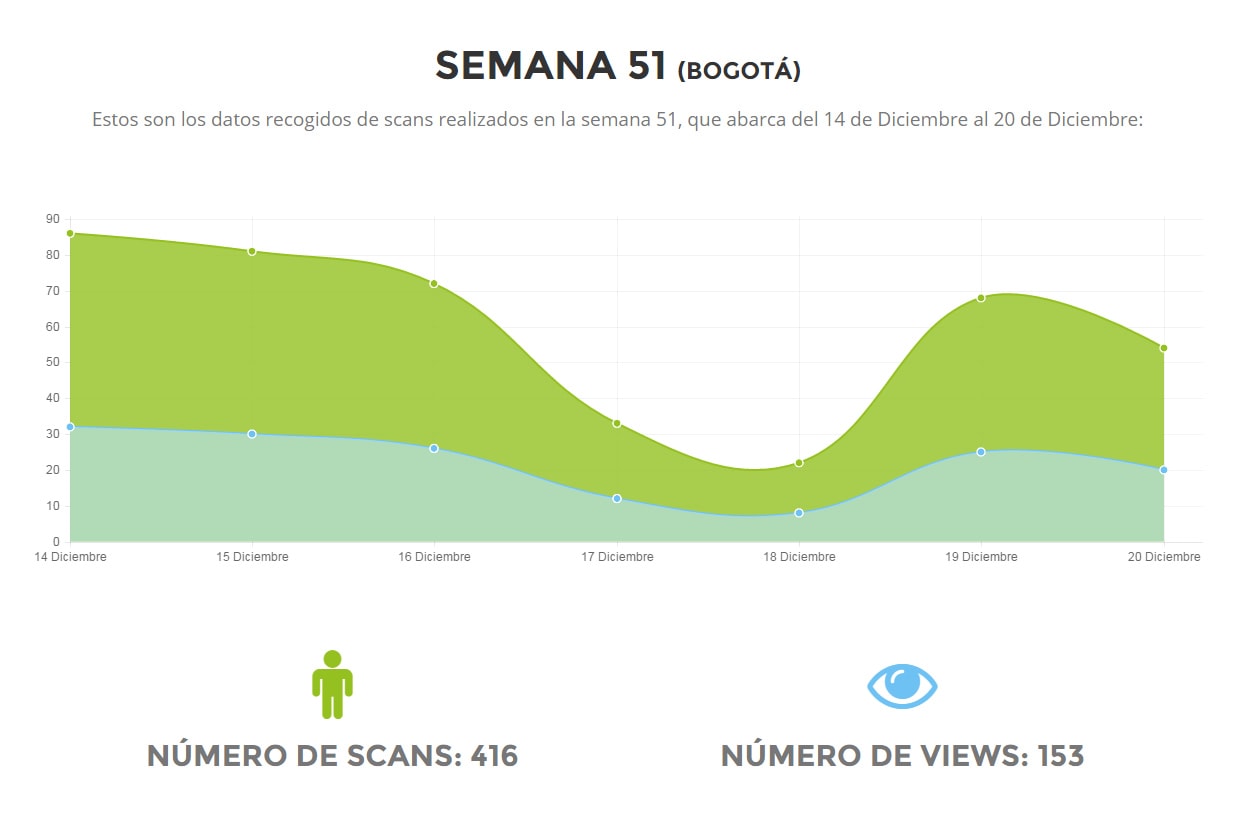 SEMANA 51 (BOGOTÁ)
Estos son los datos recogidos de scans realizados en la semana 51, que abarca del 14 de Diciembre al 20 de Diciembre:
90
80
70
60
50
40
30
20
10
0
14 Diciembre 15 Diciembre 16 Diciembre 17 Diciembre 18 Diciembre 19 Diciembre 20 Diciembre
NÚMERO DE SCANS: 416 NÚMERO DE VIEWS: 153